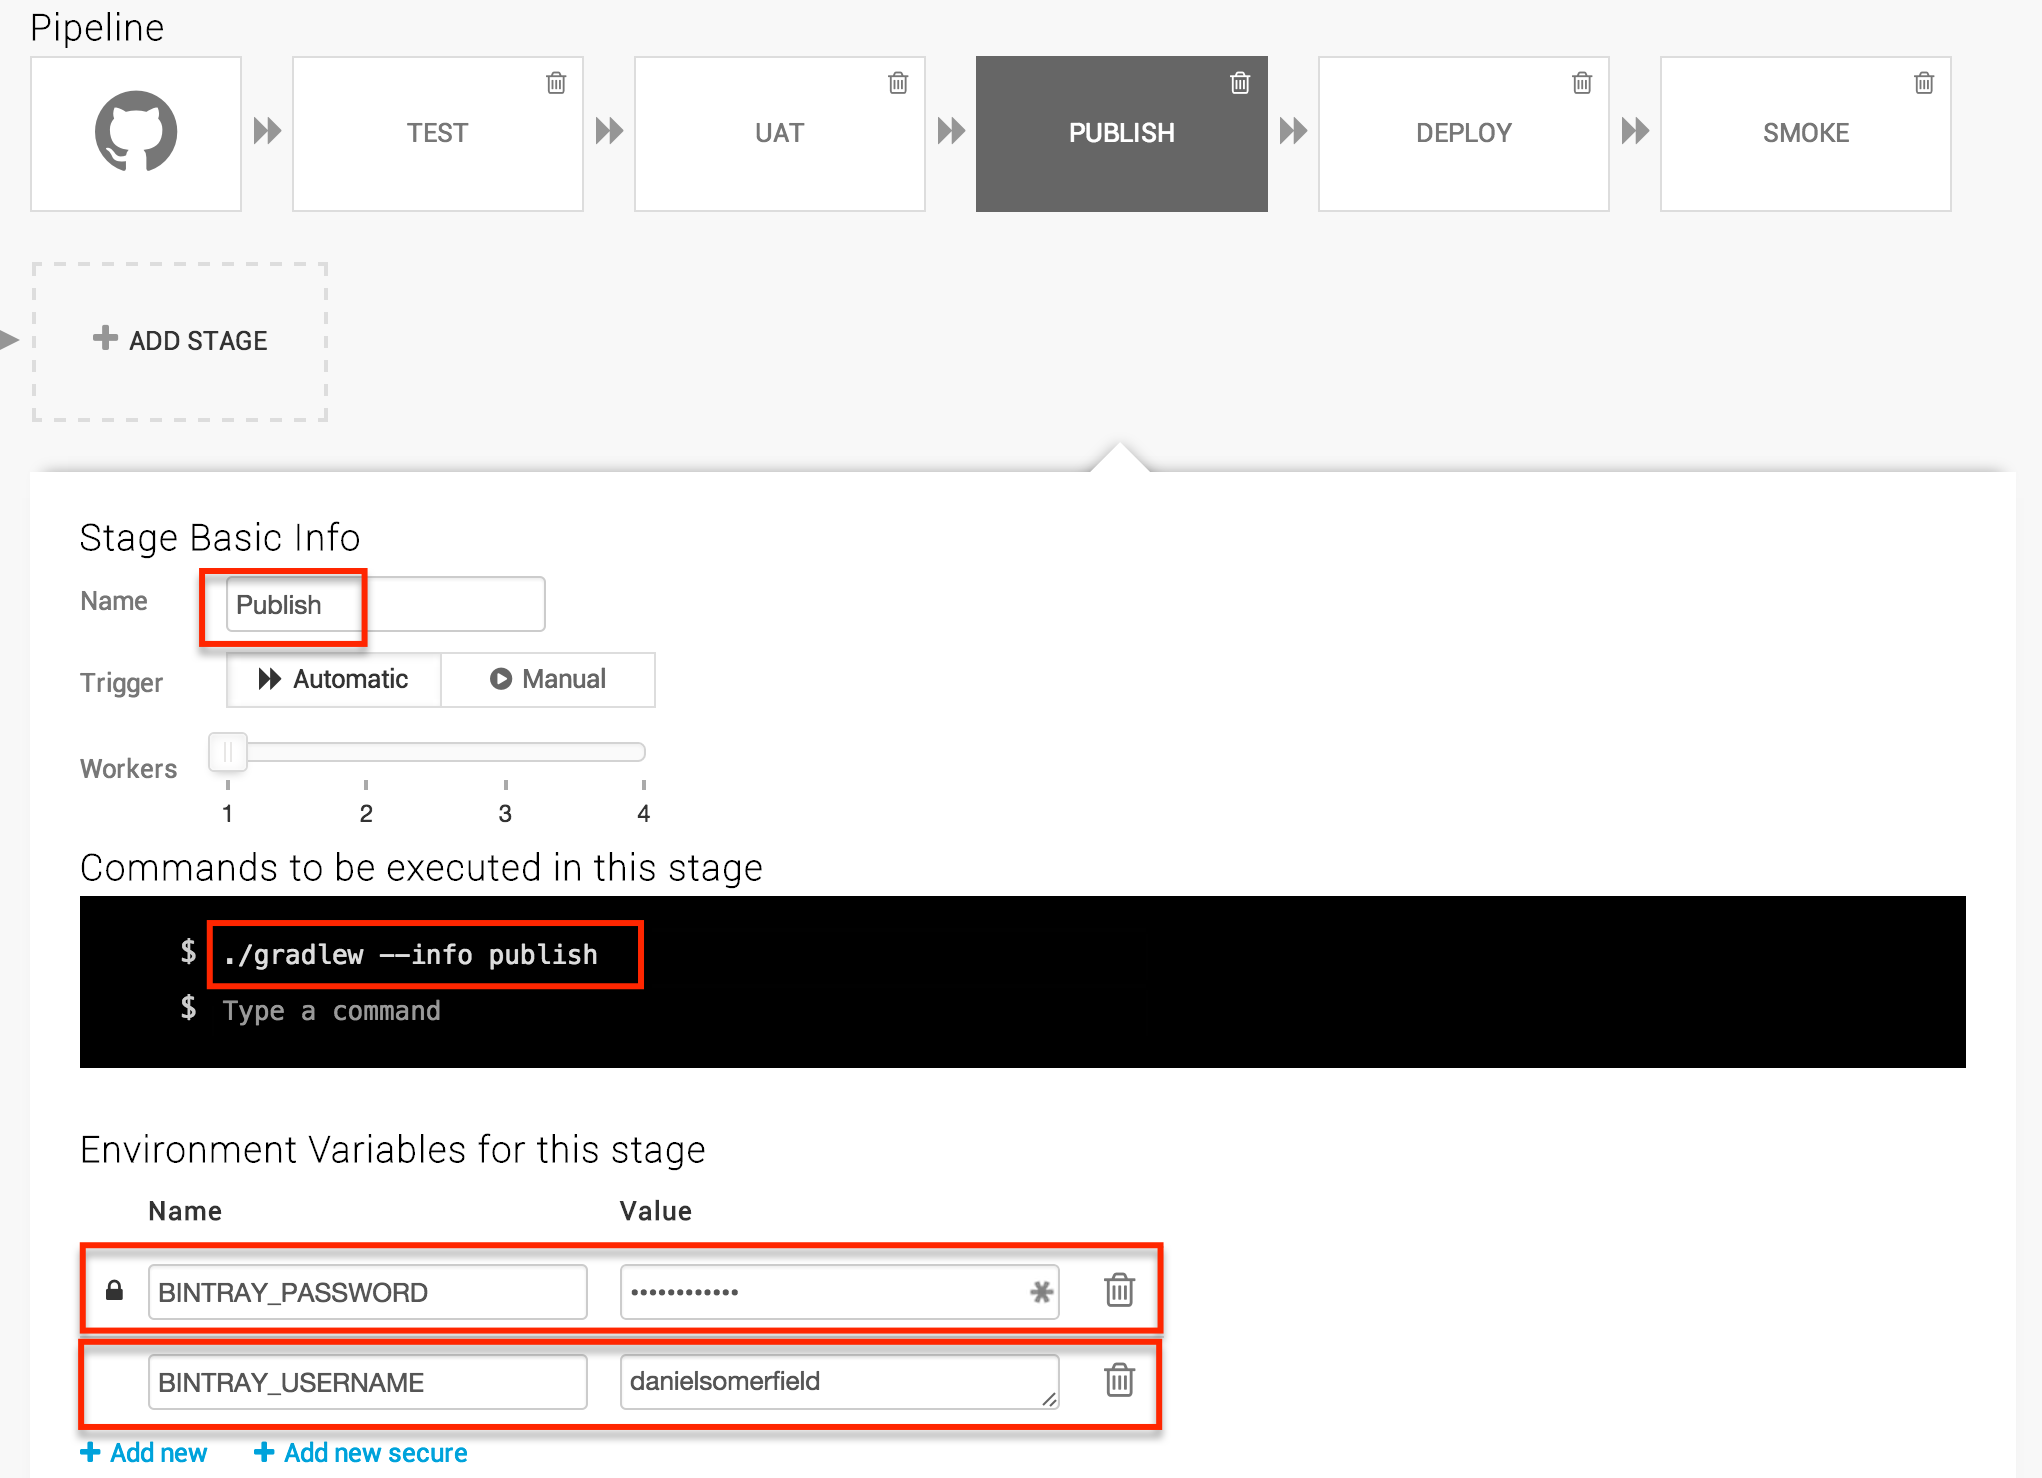 Pipeline
TEST
UAT
PUBLISH
DEPLOY
SMOKE
ADD STAGE
Stage Basic Info
Name
Publish
Trigger
Automatic
Manual
Workers
1 2 3 4
Commands to be executed in this stage
$ ./gradlew --info publish
$ Type a command
Environment Variables for this stage
Name Value
BINTRAY_PASSWORD ••••••••••••
BINTRAY_USERNAME danielsomerfield
Add new Add new secure